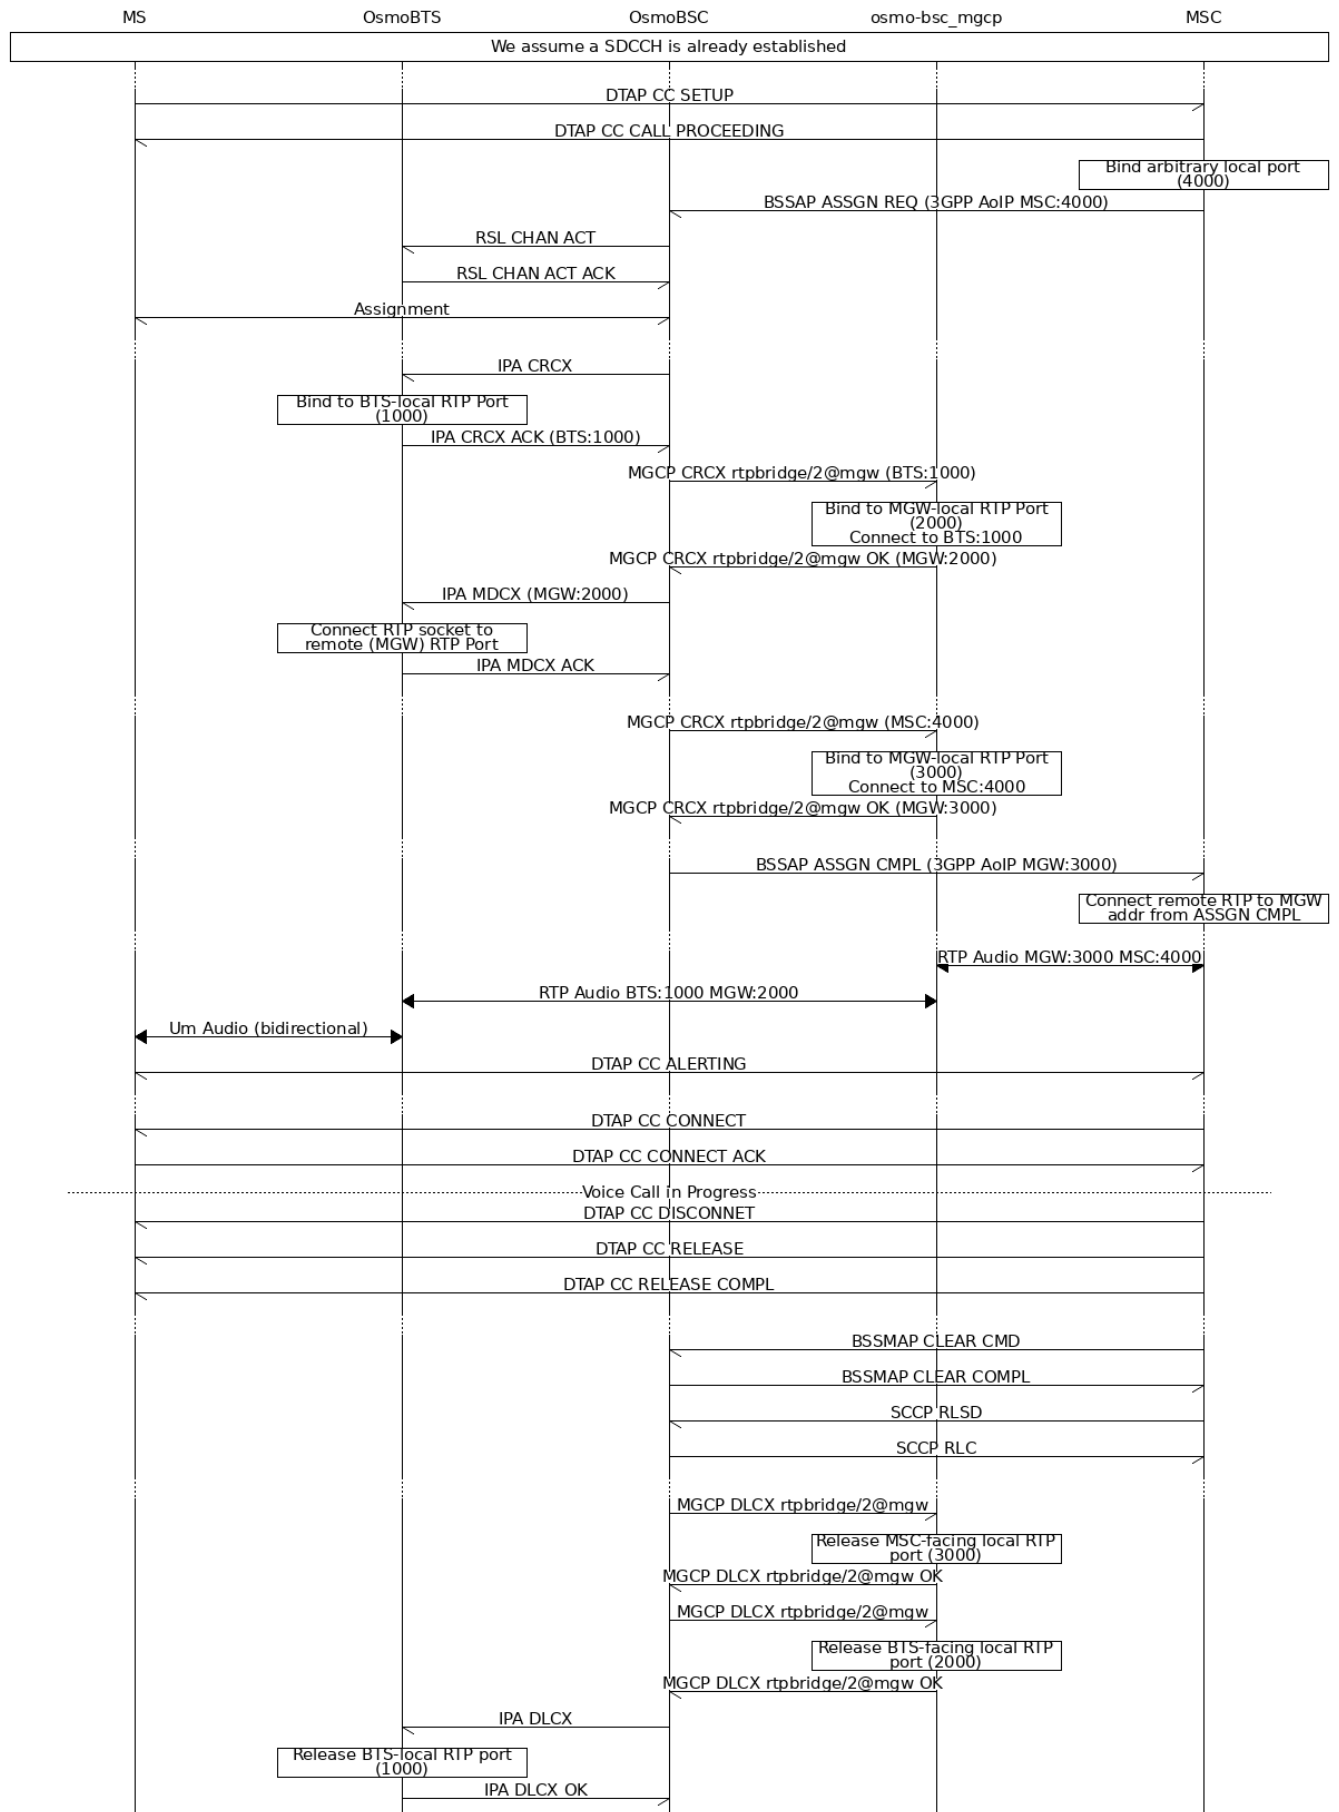 MS OsmoBTS OsmoBSC osmo-bsc_mgcp MSC
We assume a SDCCH is already established
DTAP CC SETUP
DTAP CC CALL PROCEEDING
Bind arbitrary local port
(4000)
BSSAP ASSGN REQ (3GPP AoIP MSC:4000)
RSL CHAN ACT
RSL CHAN ACT ACK
Assignment
IPA CRCX
Bind to BTS-local RTP Port
(1000)
IPA CRCX ACK (BTS:1000)
MGCP CRCX rtpbridge/2@mgw (BTS:1000)
Bind to MGW-local RTP Port
(2000)
Connect to BTS:1000
MGCP CRCX rtpbridge/2@mgw OK (MGW:2000)
IPA MDCX (MGW:2000)
Connect RTP socket to
remote (MGW) RTP Port
IPA MDCX ACK
MGCP CRCX rtpbridge/2@mgw (MSC:4000)
Bind to MGW-local RTP Port
(3000)
Connect to MSC:4000
MGCP CRCX rtpbridge/2@mgw OK (MGW:3000)
BSSAP ASSGN CMPL (3GPP AoIP MGW:3000)
Connect remote RTP to MGW
addr from ASSGN CMPL
RTP Audio MGW:3000 MSC:4000
RTP Audio BTS:1000 MGW:2000
Um Audio (bidirectional)
DTAP CC ALERTING
DTAP CC CONNECT
DTAP CC CONNECT ACK
Voice Call in Progress
DTAP CC DISCONNET
DTAP CC RELEASE
DTAP CC RELEASE COMPL
BSSMAP CLEAR CMD
BSSMAP CLEAR COMPL
SCCP RLSD
SCCP RLC
MGCP DLCX rtpbridge/2@mgw
Release MSC-facing local RTP
port (3000)
MGCP DLCX rtpbridge/2@mgw OK
MGCP DLCX rtpbridge/2@mgw
Release BTS-facing local RTP
port (2000)
MGCP DLCX rtpbridge/2@mgw OK
IPA DLCX
Release BTS-local RTP port
(1000)
IPA DLCX OK